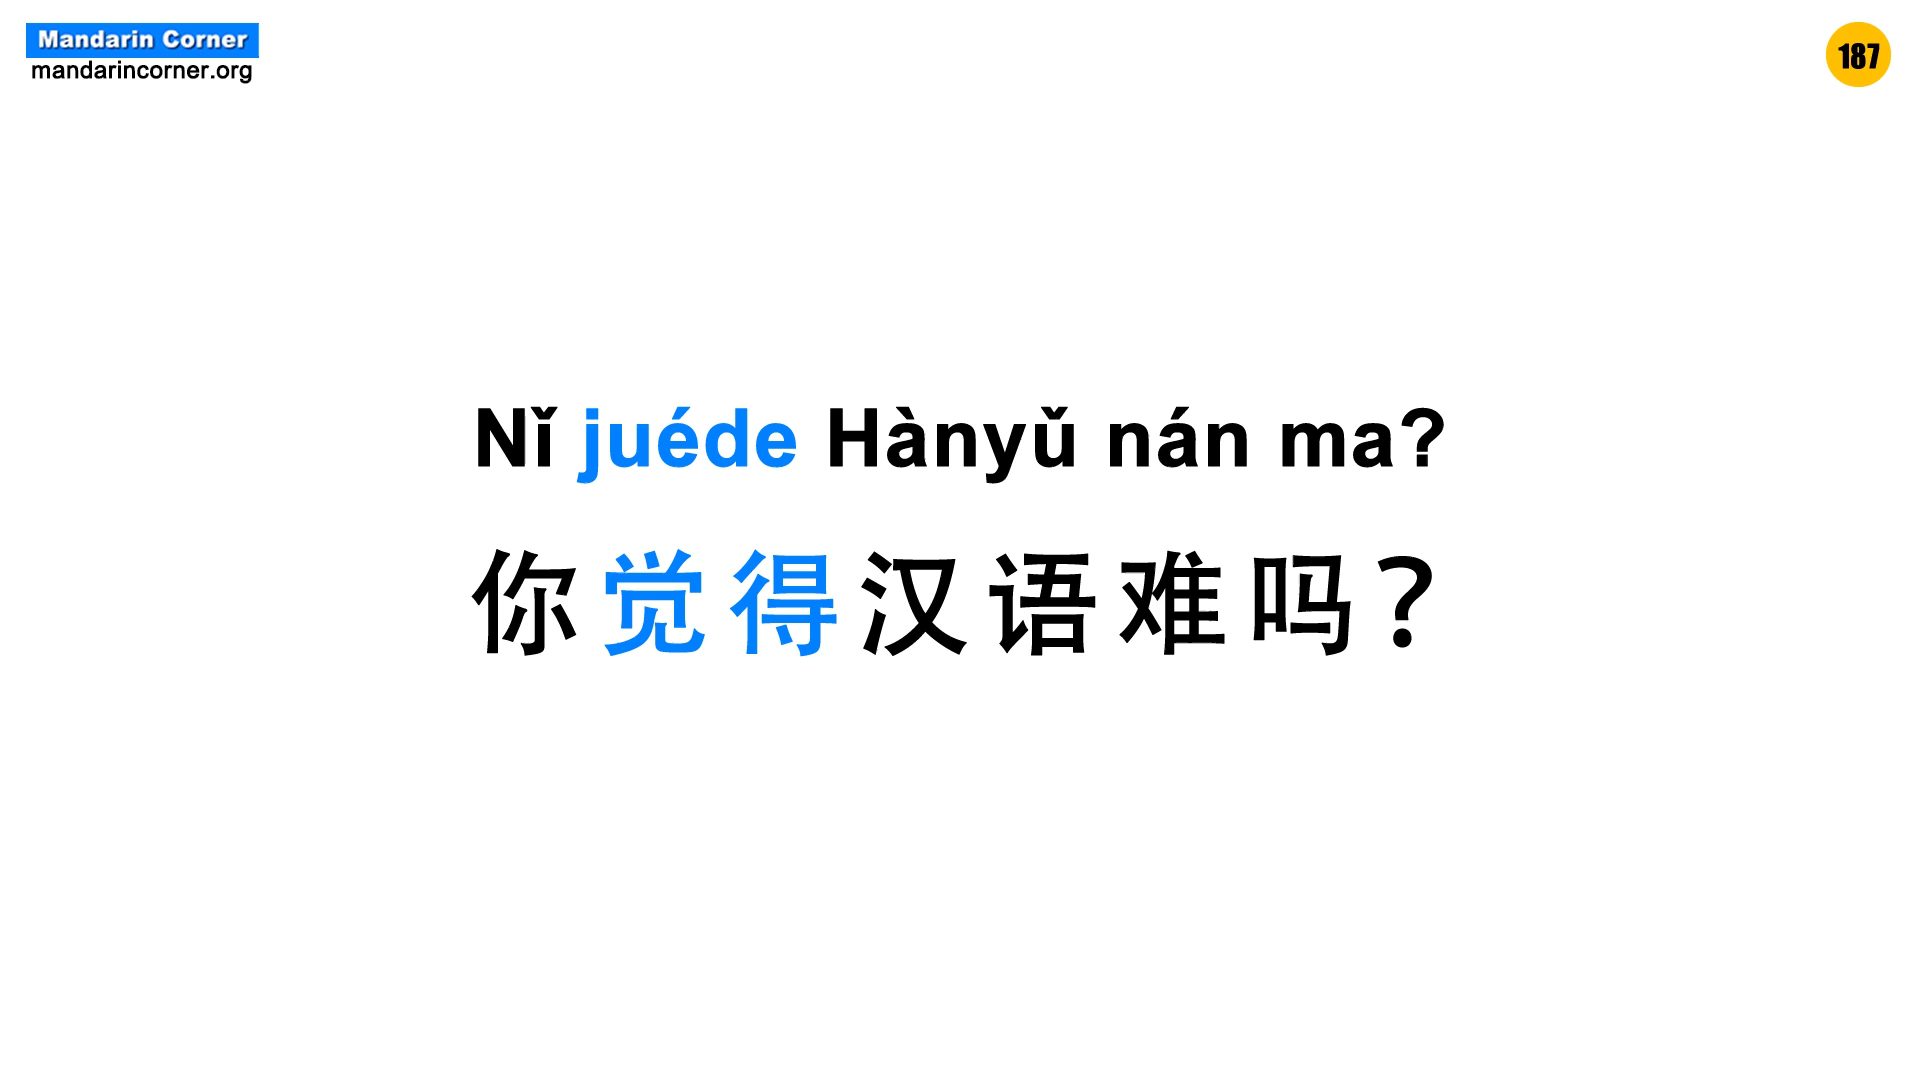 Mandarin Corner
mandarincorner.org
187
Nǐ juéde Hànyǔ nán ma?
你觉得汉语难吗？